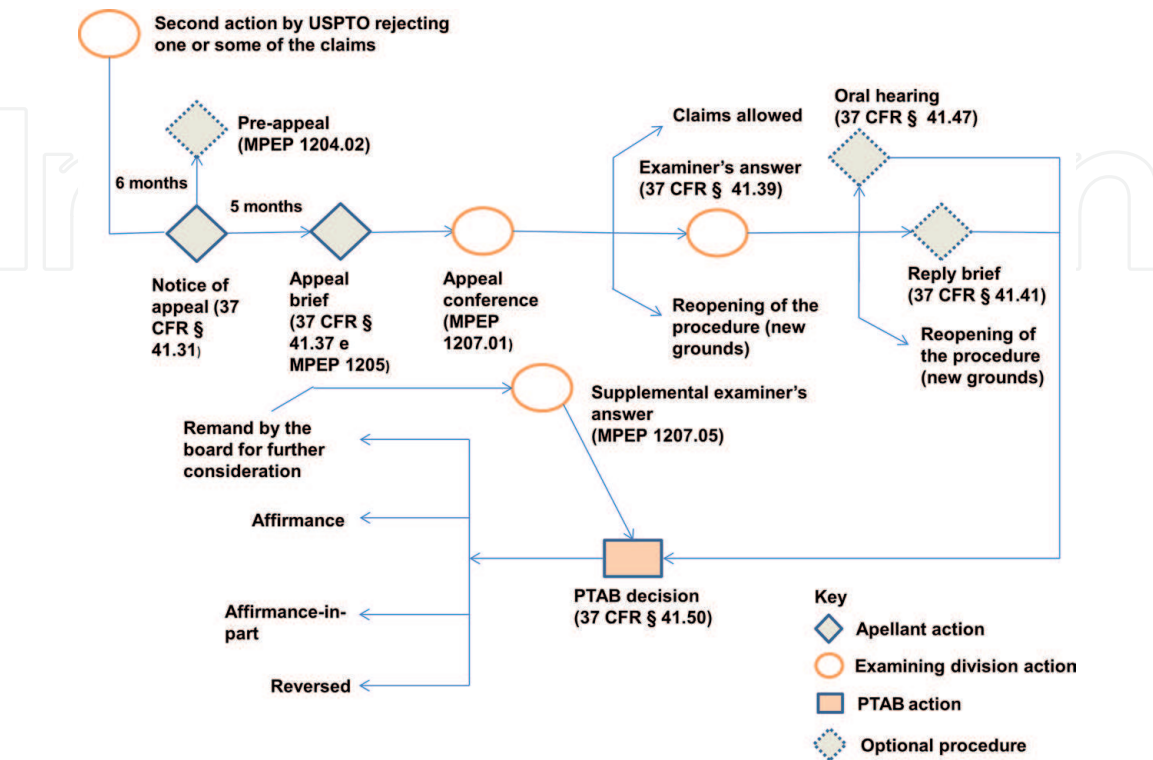 Second action by USPTO rejecting
one or some of the claims
Pre-appeal
(MPEP 1204.02)
6 months
5 months
Notice of
appeal (37
CFR §
41.31)
Appeal
brief
(37 CFR §
41.37 e
MPEP 1205)
Appeal
conference
(MPEP
1207.01)
Claims allowed
Examiner's answer
(37 CFR § 41.39)
Reopening of the
procedure (new
grounds)
Oral hearing
(37 CFR § 41.47)
Reply brief
(37 CFR § 41.41)
Reopening of
the procedure
(new grounds)
Supplemental examiner's
answer
(MPEP 1207.05)
Remand by the
board for further
consideration
Affirmance
Affirmance-in-
part
Reversed
PTAB decision
(37 CFR § 41.50)
Key
Apellant action
Examining division action
PTAB action
Optional procedure